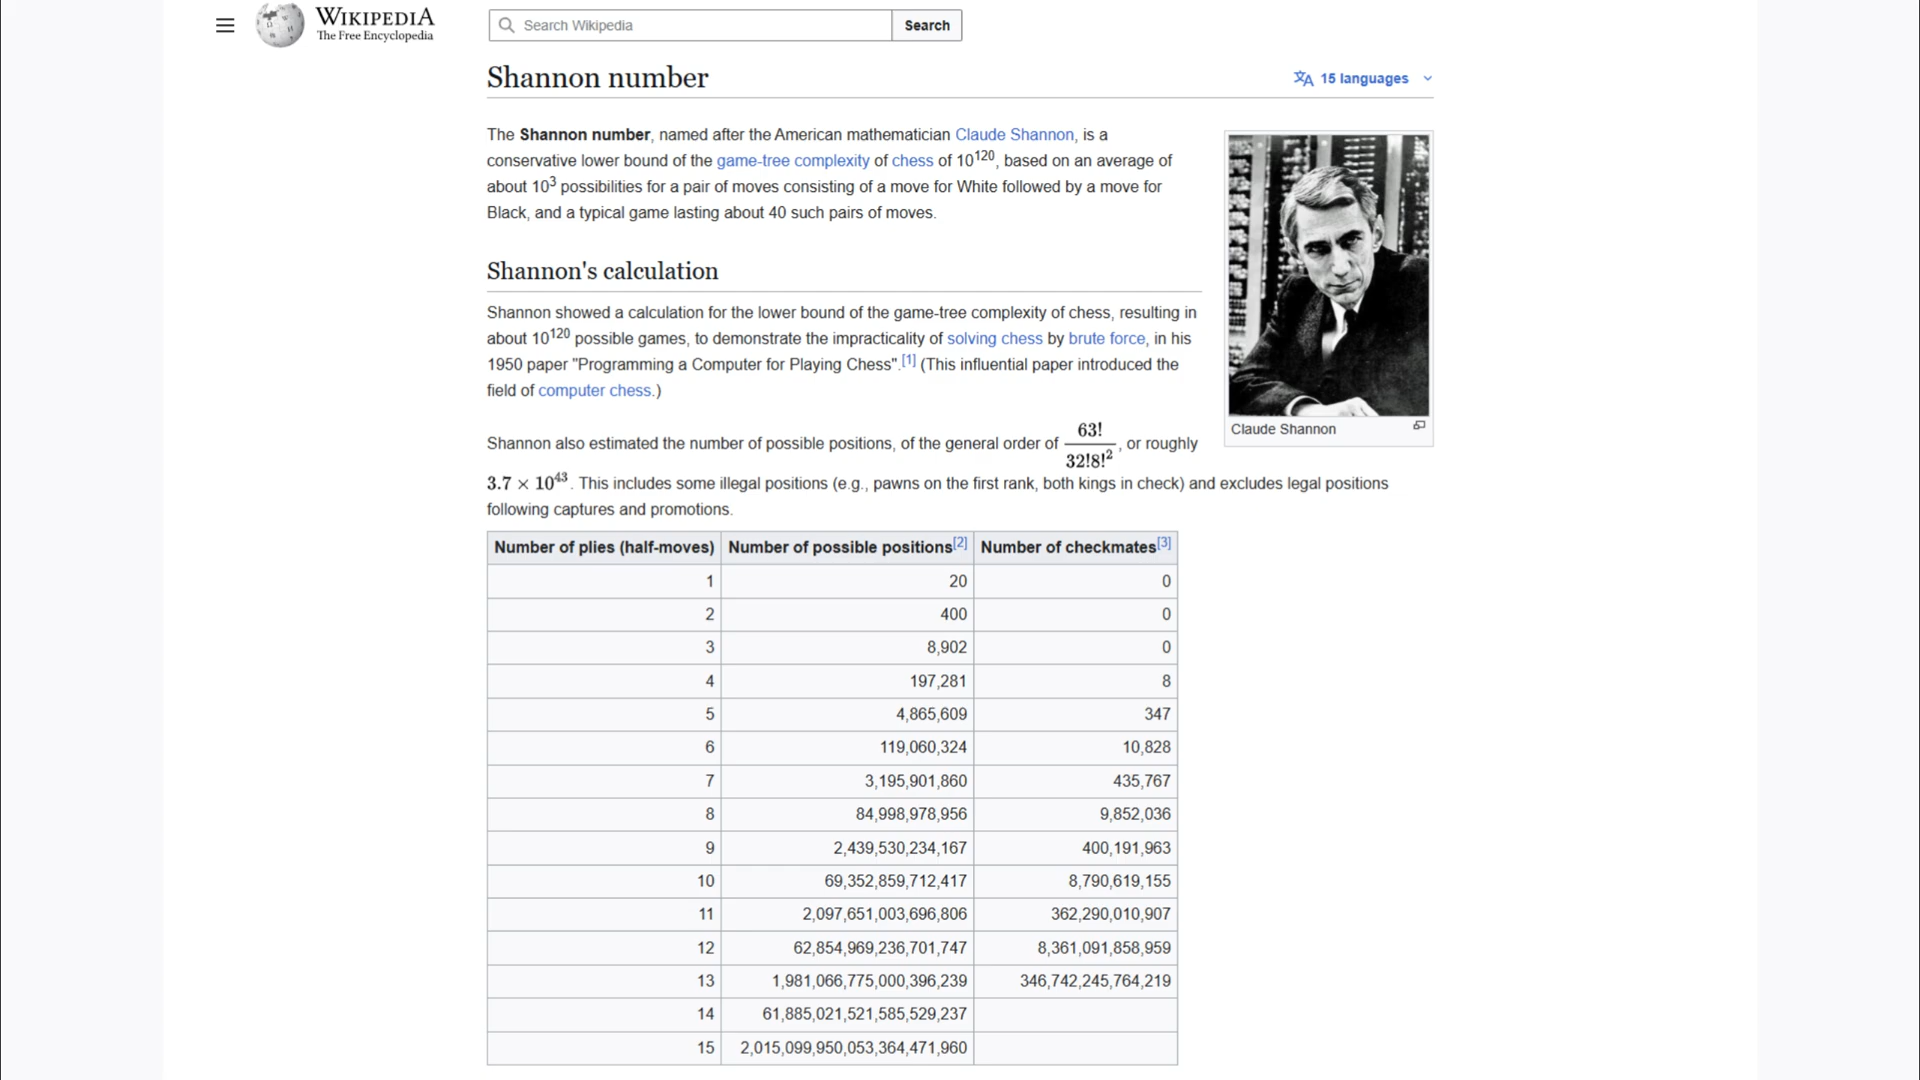 WIKIPEDIA
The Free Encyclopedia
Search Wikipedia
Search
Shannon number
15 languages
The Shannon number, named after the American mathematician Claude Shannon, is a
conservative lower bound of the game-tree complexity of chess of 10^120, based on an average of
about 10^3 possibilities for a pair of moves consisting of a move for White followed by a move for
Black, and a typical game lasting about 40 such pairs of moves.
Claude Shannon
Shannon's calculation
Shannon showed a calculation for the lower bound of the game-tree complexity of chess, resulting in
about 10^120 possible games, to demonstrate the impracticality of solving chess by brute force, in his
1950 paper "Programming a Computer for Playing Chess".[1] (This influential paper introduced the
field of computer chess.)
Shannon also estimated the number of possible positions, of the general order of 63!/32!8!^2, or roughly
3.7 × 10^43. This includes some illegal positions (e.g., pawns on the first rank, both kings in check) and excludes legal positions
following captures and promotions.
Number of plies (half-moves) Number of possible positions[2] Number of checkmates[3]
1 20 0
2 400 0
3 8,902 0
4 197,281 8
5 4,865,609 347
6 119,060,324 10,828
7 3,195,901,860 435,767
8 84,998,978,956 9,852,036
9 2,439,530,234,167 400,191,963
10 69,352,859,712,417 8,790,619,155
11 2,097,651,003,696,806 362,290,010,907
12 62,854,969,236,701,747 8,361,091,858,959
13 1,981,066,775,000,396,239 346,742,245,764,219
14 61,885,021,521,585,529,237
15 2,015,099,950,053,364,471,960